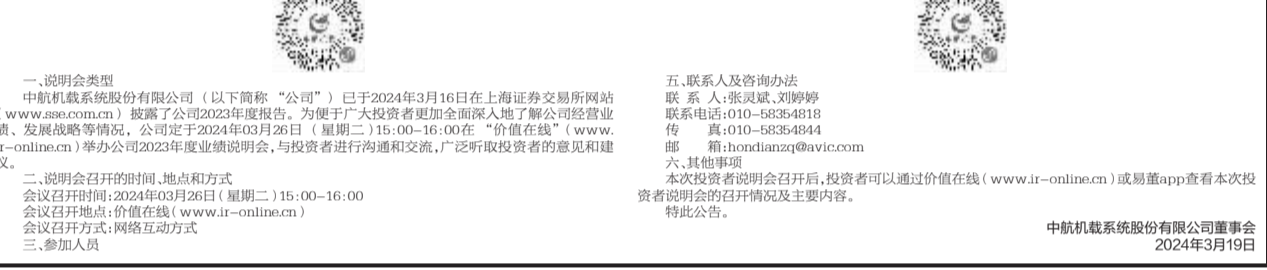 一、说明会类型
中航机载系统股份有限公司（以下简称“公司”）已于2024年3月16日在上海证券交易所网站
（www.sse.com.cn）披露了公司2023年度报告。为便于广大投资者更加全面深入地了解公司经营业
绩、发展战略等情况，公司定于2024年03月26日（星期二）15:00-16:00在“价值在线”（www.
ir-online.cn）举办公司2023年度业绩说明会，与投资者进行沟通和交流，广泛听取投资者的意见和建
议。
二、说明会召开的时间、地点和方式
会议召开时间：2024年03月26日（星期二）15:00-16:00
会议召开地点：价值在线（www.ir-online.cn）
会议召开方式：网络互动方式
三、参加人员
五、联系人及咨询办法
联 系 人：张灵斌、刘婷婷
联系电话：010-58354818
传 真：010-58354844
邮 箱：hondianzq@avic.com
六、其他事项
本次投资者说明会召开后，投资者可以通过价值在线（www.ir-online.cn）或易董app查看本次投
资者说明会的召开情况及主要内容。
特此公告。
中航机载系统股份有限公司董事会
2024年3月19日